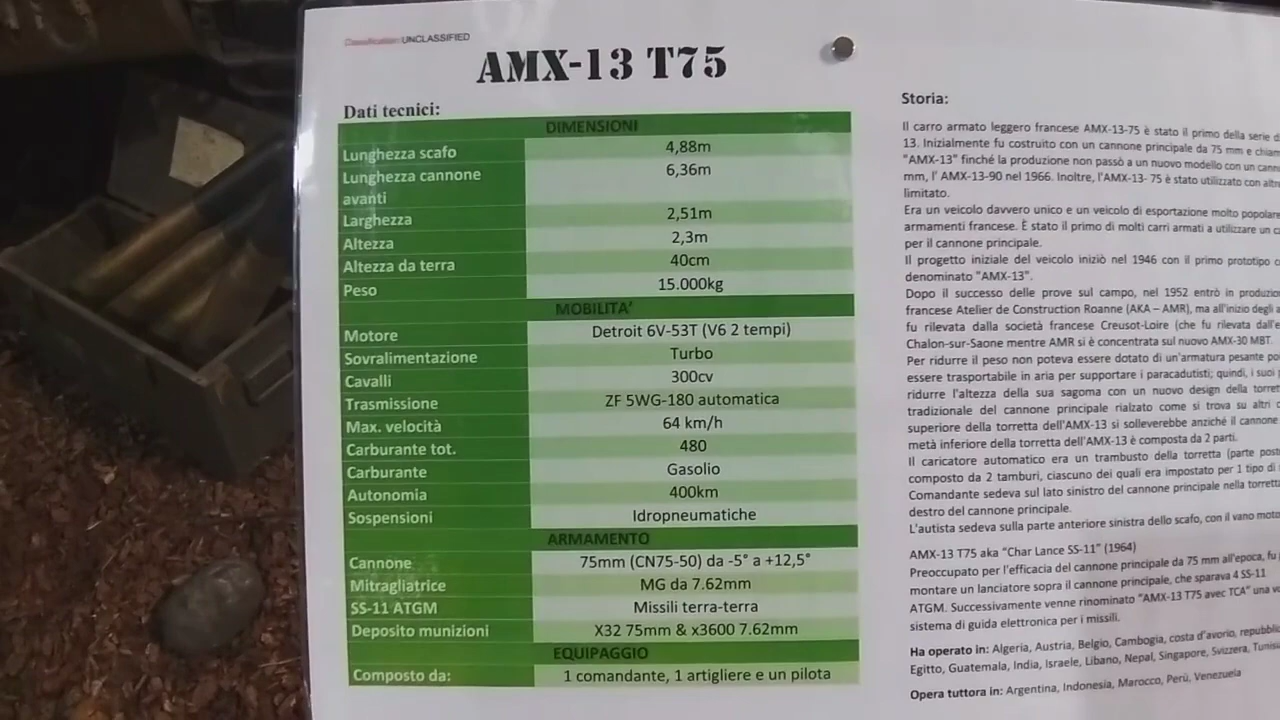 Classification: UNCLASSIFIED
AMX-13 T75
Dati tecnici:
DIMENSIONI
Lunghezza scafo 4,88m
Lunghezza cannone avanti 6,36m
Larghezza 2,51m
Altezza 2,3m
Altezza da terra 40cm
Peso 15.000kg
MOBILITA'
Motore Detroit 6V-53T (V6 2 tempi)
Sovralimentazione Turbo
Cavalli 300cv
Trasmissione ZF 5WG-180 automatica
Max. velocità 64 km/h
Carburante tot. 480
Carburante Gasolio
Autonomia 400km
Sospensioni Idropneumatiche
ARMAMENTO
Cannone 75mm (CN75-50) da -5° a +12,5°
Mitragliatrice MG da 7.62mm
SS-11 ATGM Missili terra-terra
Deposito munizioni X32 75mm & x3600 7.62mm
EQUIPAGGIO
Composto da: 1 comandante, 1 artigliere e un pilota
Storia:
Il carro armato leggero francese AMX-13-75 è stato il primo della serie
13. Inizialmente fu costruito con un cannone principale da 75 mm e
"AMX-13" finché la produzione non passò a un nuovo modello con un
mm, l' AMX-13-90 nel 1966. Inoltre, l'AMX-13- 75 è stato utilizzato con
limitato.
Era un veicolo davvero unico e un veicolo di esportazione molto popolare
armamenti francese. È stato il primo di molti carri armati a utilizzare un
per il cannone principale.
Il progetto iniziale del veicolo iniziò nel 1946 con il primo prototipo
denominato "AMX-13".
Dopo il successo delle prove sul campo, nel 1952 entrò in
francese Atelier de Construction Roanne (AKA – AMR), ma all'inizio degli
fu rilevata dalla società francese Creusot-Loire (che fu rilevata
Chalon-sur-Saone mentre AMR si è concentrata sul nuovo AMX-30 MBT.
Per ridurre il peso non poteva essere dotato di un'armatura pesante
essere trasportabile in aria per supportare i paracadutisti; quindi, i suoi
ridurre l'altezza della sua sagoma con un nuovo design della
tradizionale del cannone principale rialzato come si trova su altri
superiore della torretta dell'AMX-13 si solleverebbe anziché il cannone
metà inferiore della torretta dell'AMX-13 è composta da 2 parti.
Il caricatore automatico era un trambusto della torretta (parte
composto da 2 tamburi, ciascuno dei quali era impostato per 1 tipo di
Comandante sedeva sul lato sinistro del cannone principale nella
destro del cannone principale.
L'autista sedeva sulla parte anteriore sinistra dello scafo, con il vano
AMX-13 T75 aka "Char Lance SS-11" (1964)
Preoccupato per l'efficacia del cannone principale da 75 mm all'epoca, fu
montare un lanciatore sopra il cannone principale, che sparava 4 SS-11
ATGM. Successivamente venne rinominato "AMX-13 T75 avec TCA" una
sistema di guida elettronica per i missili.
Ha operato in: Algeria, Austria, Belgio, Cambogia, costa d'avorio,
Egitto, Guatemala, India, Israele, Libano, Nepal, Singapore, Svizzera,
Opera tuttora in: Argentina, Indonesia, Marocco, Perù, Venezuela